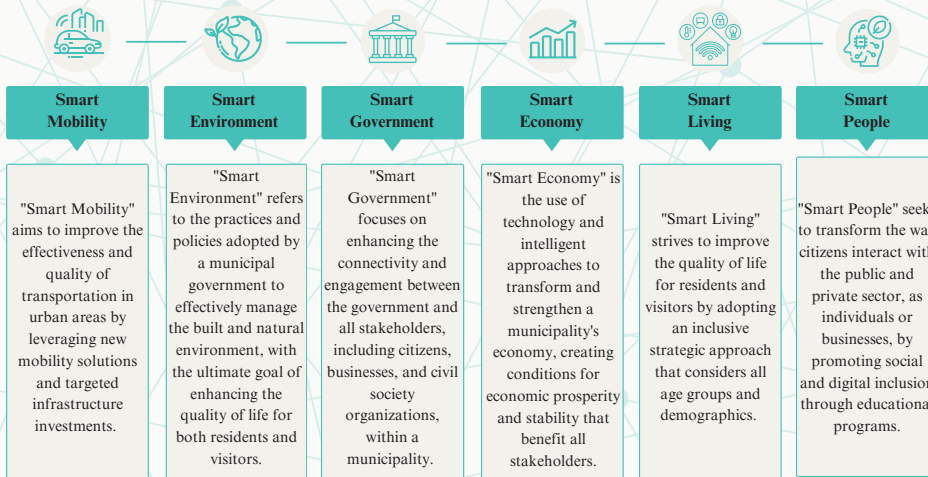 Smart
Mobility
Smart
Environment
Smart
Government
Smart
Economy
Smart
Living
Smart
People
"Smart Mobility"
aims to improve the
effectiveness and
quality of
transportation in
urban areas by
leveraging new
mobility solutions
and targeted
infrastructure
investments.
"Smart
Environment" refers
to the practices and
policies adopted by
a municipal
government to
effectively manage
the built and natural
environment, with
the ultimate goal of
enhancing the
quality of life for
both residents and
visitors.
"Smart
Government"
focuses on
enhancing the
connectivity and
engagement between
the government and
all stakeholders,
including citizens,
businesses, and civil
society
organizations,
within a
municipality.
"Smart Economy" is
the use of
technology and
intelligent
approaches to
transform and
strengthen a
municipality's
economy, creating
conditions for
economic prosperity
and stability that
benefit all
stakeholders.
"Smart Living"
strives to improve
the quality of life
for residents and
visitors by adopting
an inclusive
strategic approach
that considers all
age groups and
demographics.
"Smart People" seek
to transform the wa
citizens interact wit
the public and
private sector, as
individuals or
businesses, by
promoting social
and digital inclusion
through educationa
programs.